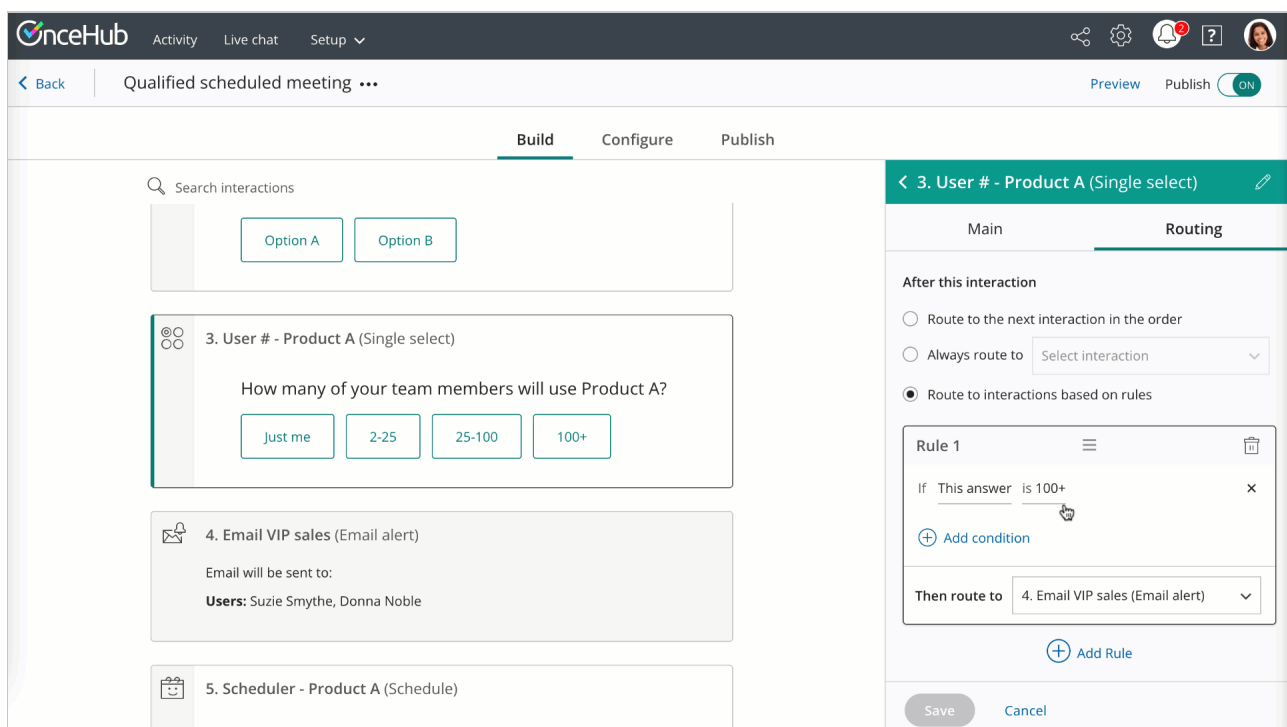 OnceHub Activity Live chat Setup 2 ?
Back Qualified scheduled meeting ••• Preview Publish ON
Build Configure Publish
Search interactions
Option A Option B
3. User # - Product A (Single select)
How many of your team members will use Product A?
Just me 2-25 25-100 100+
4. Email VIP sales (Email alert)
Email will be sent to:
Users: Suzie Smythe, Donna Noble
5. Scheduler - Product A (Schedule)
3. User # - Product A (Single select)
Main Routing
After this interaction
Route to the next interaction in the order
Always route to Select interaction
Route to interactions based on rules
Rule 1
If This answer is 100+
Add condition
Then route to 4. Email VIP sales (Email alert)
Add Rule
Save Cancel